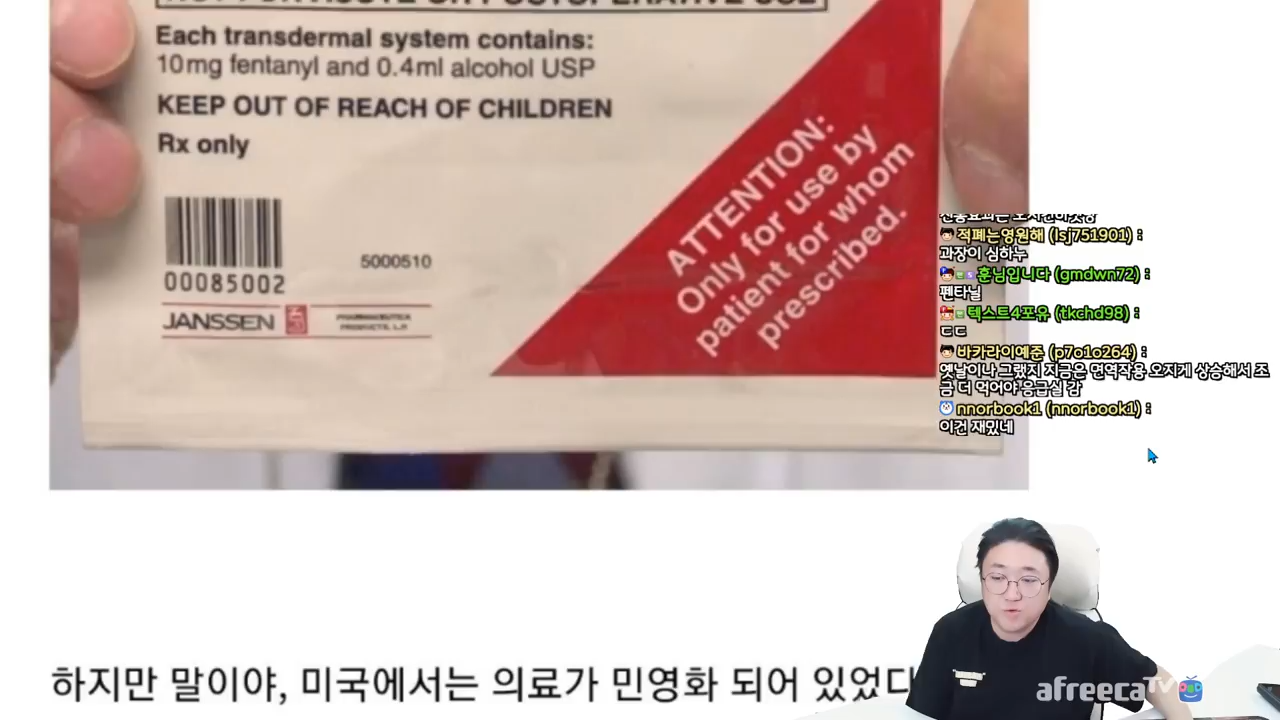 Each transdermal system contains:
10mg fentanyl and 0.4ml alcohol USP
KEEP OUT OF REACH OF CHILDREN
Rx only
00085002
5000510
JANSSEN
PHARMACEUTICA
PRODUCTS, L.P.
ATTENTION:
Only for use by
patient for whom
prescribed.
적폐는영원해 (lsj751901) :
과장이 심하누
훈님입니다 (gmdwn72) :
펜타닐
텍스트4포유 (tkchd98) :
ㄷㄷ
바카라이예준 (p7o1o264) :
옛날이나 그랬지 지금은 면역작용 오지게 상승해서 조
금 더 먹어야 응급실 감
nnorbook1 (nnorbook1) :
이건 재밌네
하지만 말이야, 미국에서는 의료가 민영화 되어 있었다
afreecaTV